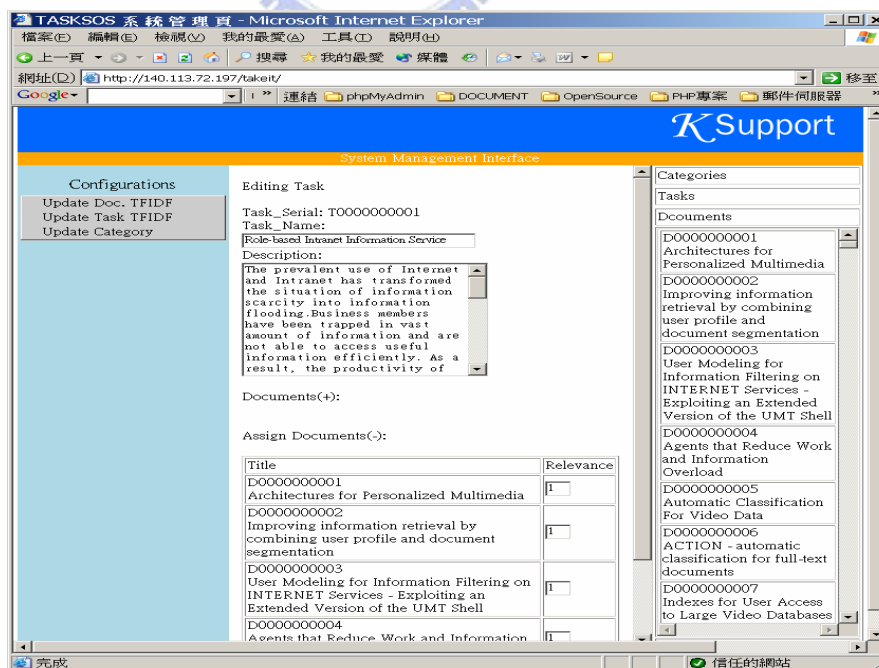 TASKSOS 系統管理頁 - Microsoft Internet Explorer
檔案(F) 編輯(E) 檢視(V) 我的最愛(A) 工具(T) 說明(H)
上一頁 搜尋 我的最愛 媒體
網址(D) http://140.113.72.197/takeit/ 移至
Google 連結 phpMyAdmin DOCUMENT OpenSource PHP專案 郵件伺服器
K Support
System Management Interface
Configurations
Update Doc. TFIDF
Update Task TFIDF
Update Category
Editing Task
Task_Serial: T0000000001
Task_Name:
Role-based Intranet Information Service
Description:
The prevalent use of Internet
and Intranet has transformed
the situation of information
scarcity into information
flooding.Business members
have been trapped in vast
amount of information and are
not able to access useful
information efficiently. As a
result, the productivity of
Documents(+):
Assign Documents(-):
Title Relevance
D0000000001
Architectures for Personalized Multimedia 1
D0000000002
Improving information retrieval by
combining user profile and document 1
segmentation
D0000000003
User Modeling for Information Filtering on
INTERNET Services - Exploiting an 1
Extended Version of the UMT Shell
D0000000004
Agents that Reduce Work and Information 1
Categories
Tasks
Dcouments
D0000000001
Architectures for
Personalized Multimedia
D0000000002
Improving information
retrieval by combining
user profile and
document segmentation
D0000000003
User Modeling for
Information Filtering on
INTERNET Services -
Exploiting an Extended
Version of the UMT Shell
D0000000004
Agents that Reduce Work
and Information
Overload
D0000000005
Automatic Classification
For Video Data
D0000000006
ACTION - automatic
classification for full-text
documents
D0000000007
Indexes for User Access
to Large Video Databases
完成 信任的網站